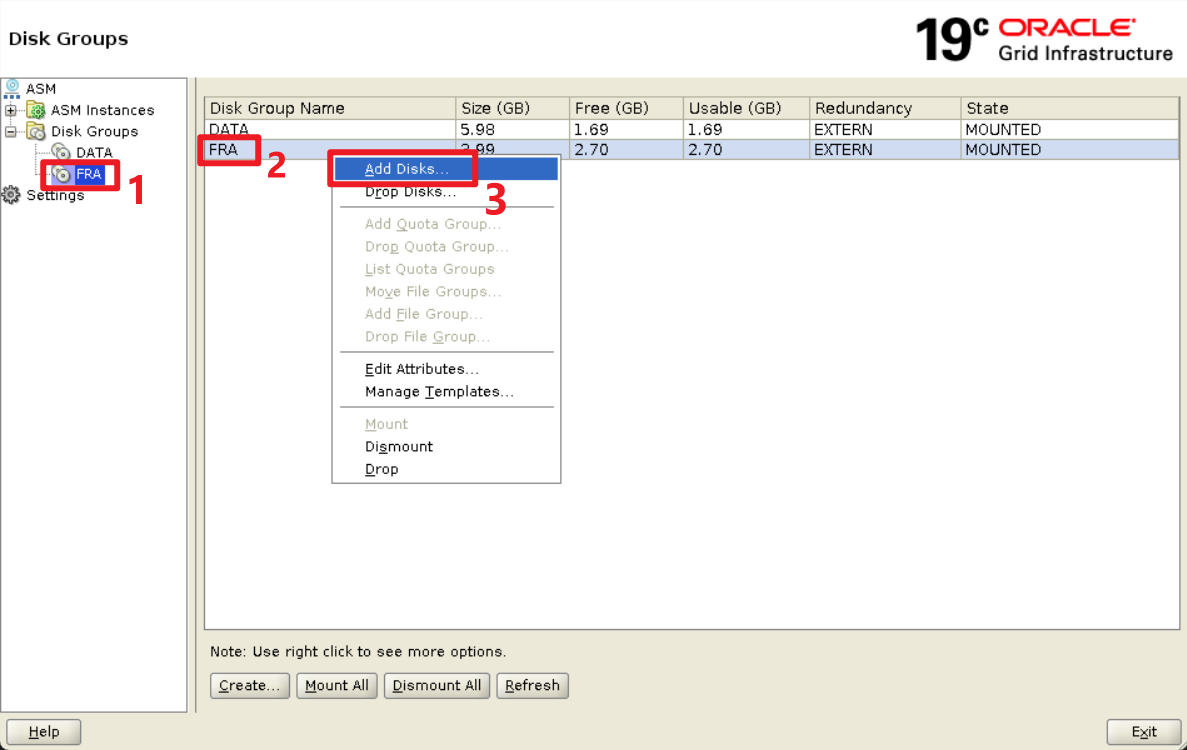 Disk Groups
19c ORACLE
Grid Infrastructure
ASM
ASM Instances
Disk Groups
DATA
FRA
1
Settings
Disk Group Name Size (GB) Free (GB) Usable (GB) Redundancy State
DATA 5.98 1.69 1.69 EXTERN MOUNTED
FRA 3.99 2.70 2.70 EXTERN MOUNTED
2
Add Disks...
3
Drop Disks...
Add Quota Group...
Drop Quota Group...
List Quota Groups
Move File Groups...
Add File Group...
Drop File Group...
Edit Attributes...
Manage Templates...
Mount
Dismount
Drop
Note: Use right click to see more options.
Create... Mount All Dismount All Refresh
Help Exit